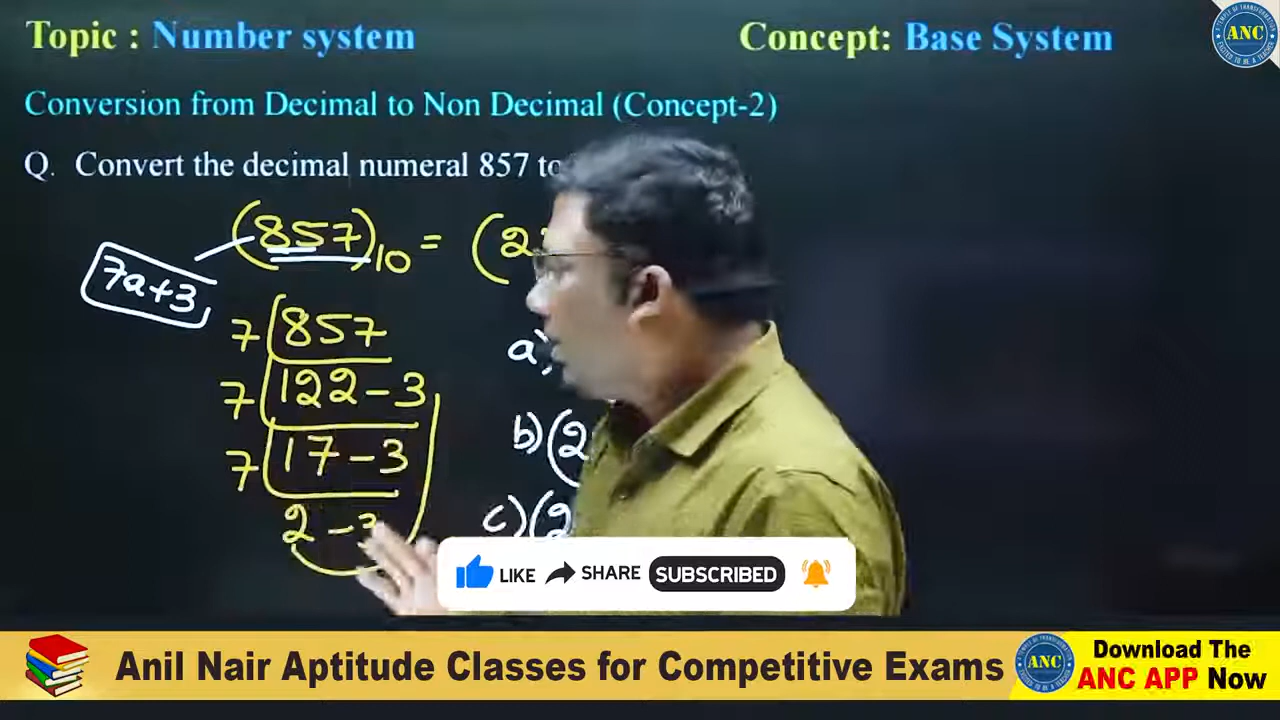 Topic : Number system
Concept: Base System
ANC
Conversion from Decimal to Non Decimal (Concept-2)
Q. Convert the decimal numeral 857 to
(857)10 = (2
7a+3
7 857
7 122 - 3
7 17 - 3
2 - 3
a)
b) (2
c) (2
LIKE SHARE SUBSCRIBED
Anil Nair Aptitude Classes for Competitive Exams
ANC
Download The
ANC APP Now